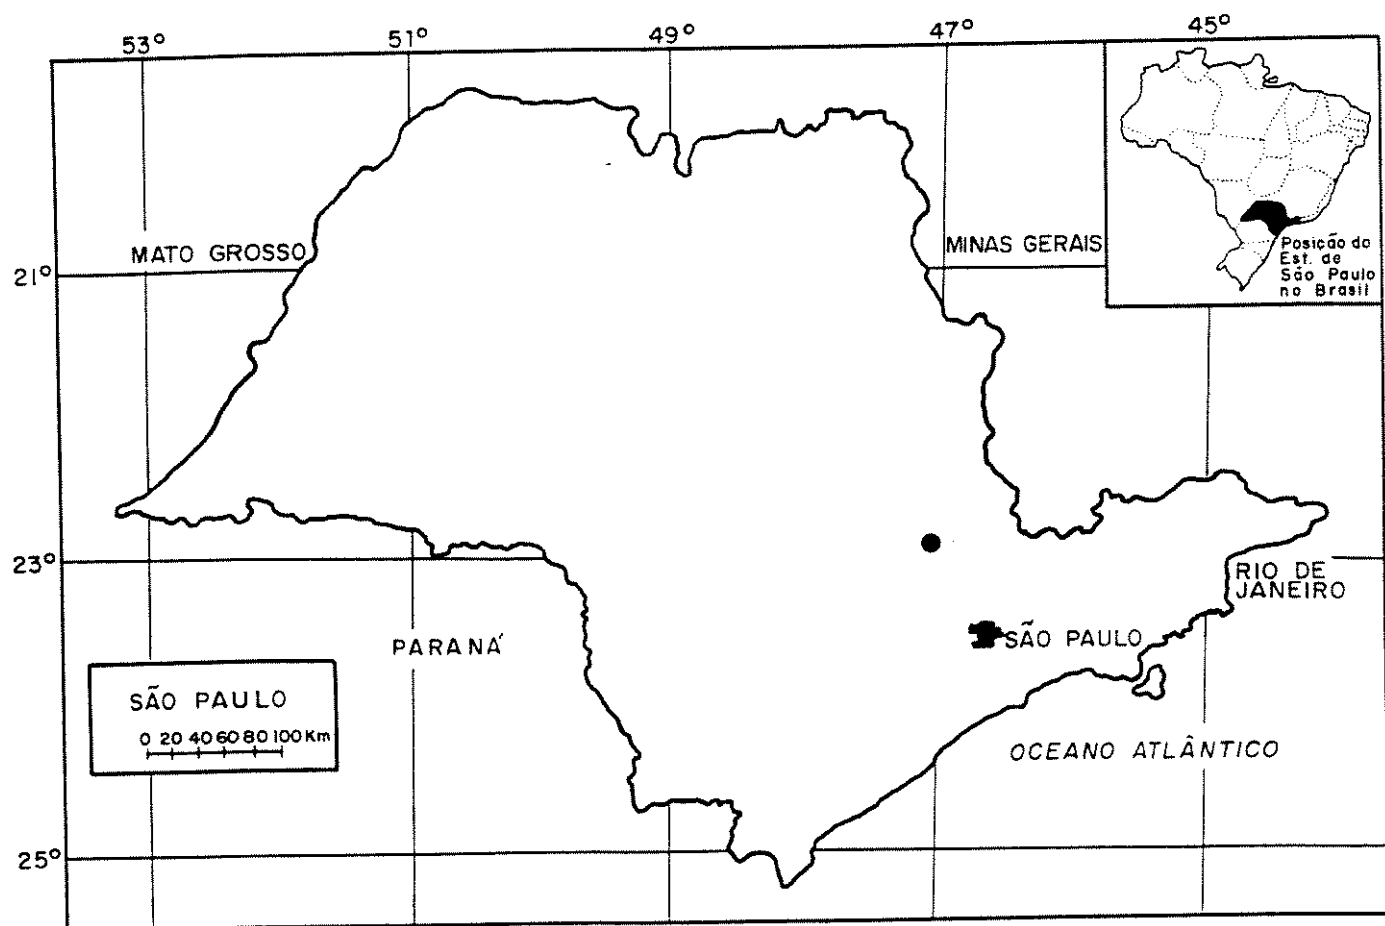 53° 51° 49° 47° 45°
Posição do
Est. de
São Paulo
no Brasil
MATO GROSSO
MINAS GERAIS
21°
23°
RIO DE
JANEIRO
SÃO PAULO
PARANÁ
SÃO PAULO
0 20 40 60 80 100 Km
OCEANO ATLÂNTICO
25°